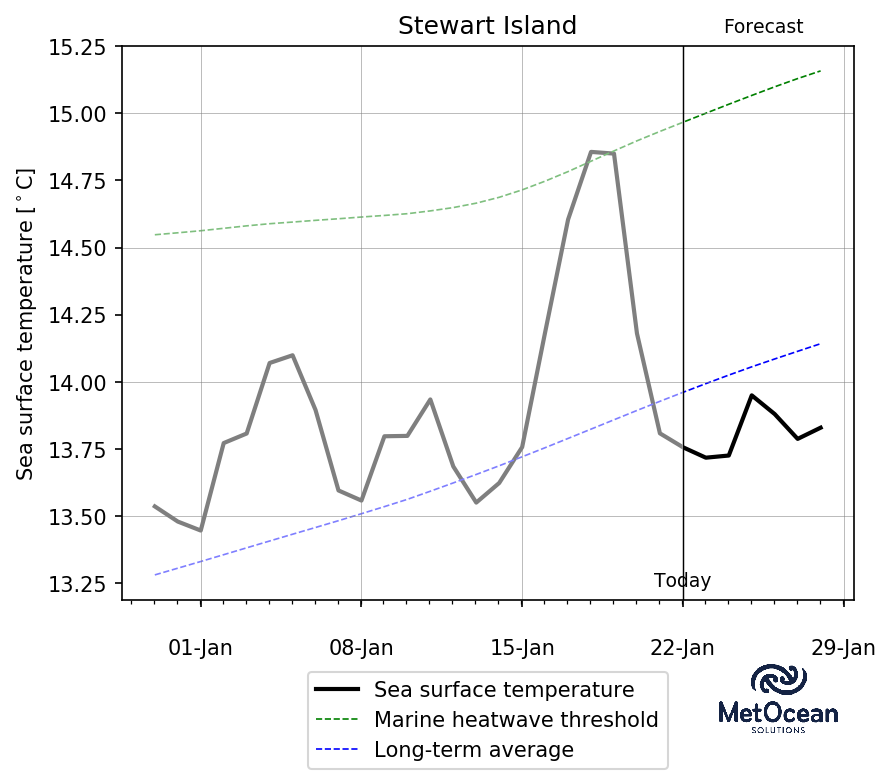 Stewart Island
Forecast
Sea surface temperature [°C]
15.25
15.00
14.75
14.50
14.25
14.00
13.75
13.50
13.25
Today
01-Jan
08-Jan
15-Jan
22-Jan
29-Jan
Sea surface temperature
Marine heatwave threshold
Long-term average
MetOcean
SOLUTIONS